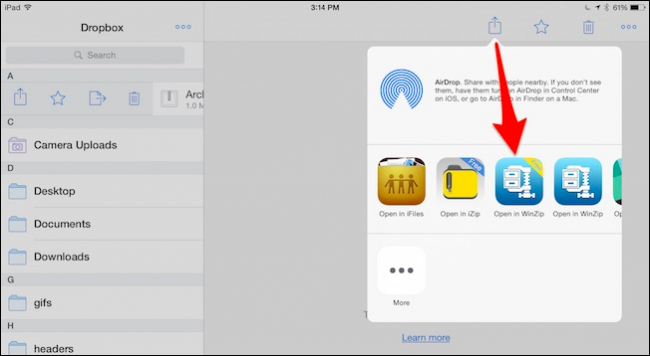 iPad
3:14 PM
61%
Dropbox
Search
A
Arc
1.0 M
C
Camera Uploads
D
Desktop
Documents
Downloads
G
gifs
H
headers
AirDrop. Share with people nearby. If you don't see
them, have them turn on AirDrop in Control Center
on iOS, or go to AirDrop in Finder on a Mac.
Free
Open in iFiles
Open in iZip
Open in WinZip
Open in WinZip
Op
More
T
Learn more